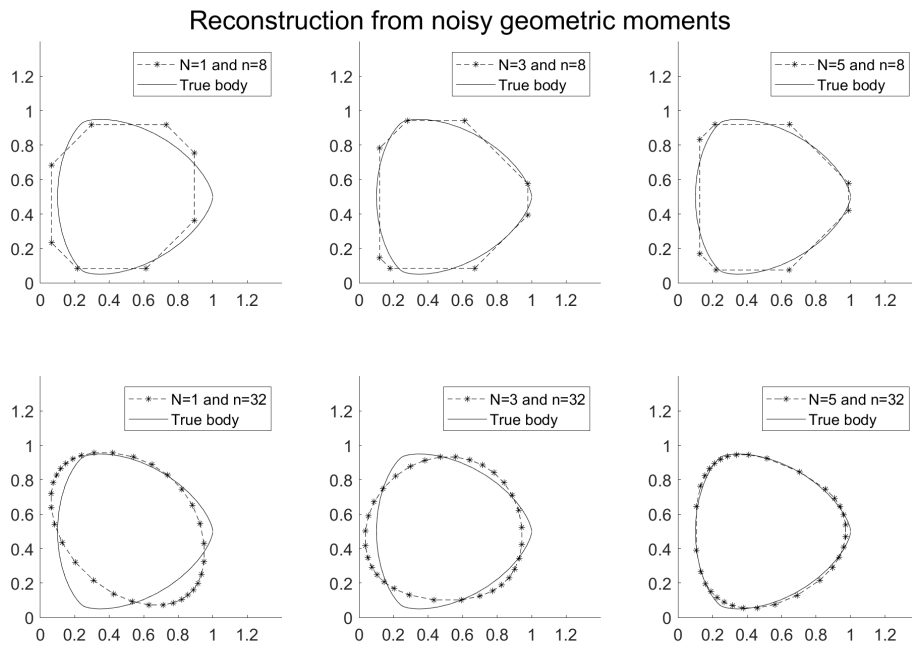 Reconstruction from noisy geometric moments
N=1 and n=8
True body
1.2
1
0.8
0.6
0.4
0.2
0
0 0.2 0.4 0.6 0.8 1 1.2
N=3 and n=8
True body
1.2
1
0.8
0.6
0.4
0.2
0
0 0.2 0.4 0.6 0.8 1 1.2
N=5 and n=8
True body
1.2
1
0.8
0.6
0.4
0.2
0
0 0.2 0.4 0.6 0.8 1 1.2
N=1 and n=32
True body
1.2
1
0.8
0.6
0.4
0.2
0
0 0.2 0.4 0.6 0.8 1 1.2
N=3 and n=32
True body
1.2
1
0.8
0.6
0.4
0.2
0
0 0.2 0.4 0.6 0.8 1 1.2
N=5 and n=32
True body
1.2
1
0.8
0.6
0.4
0.2
0
0 0.2 0.4 0.6 0.8 1 1.2